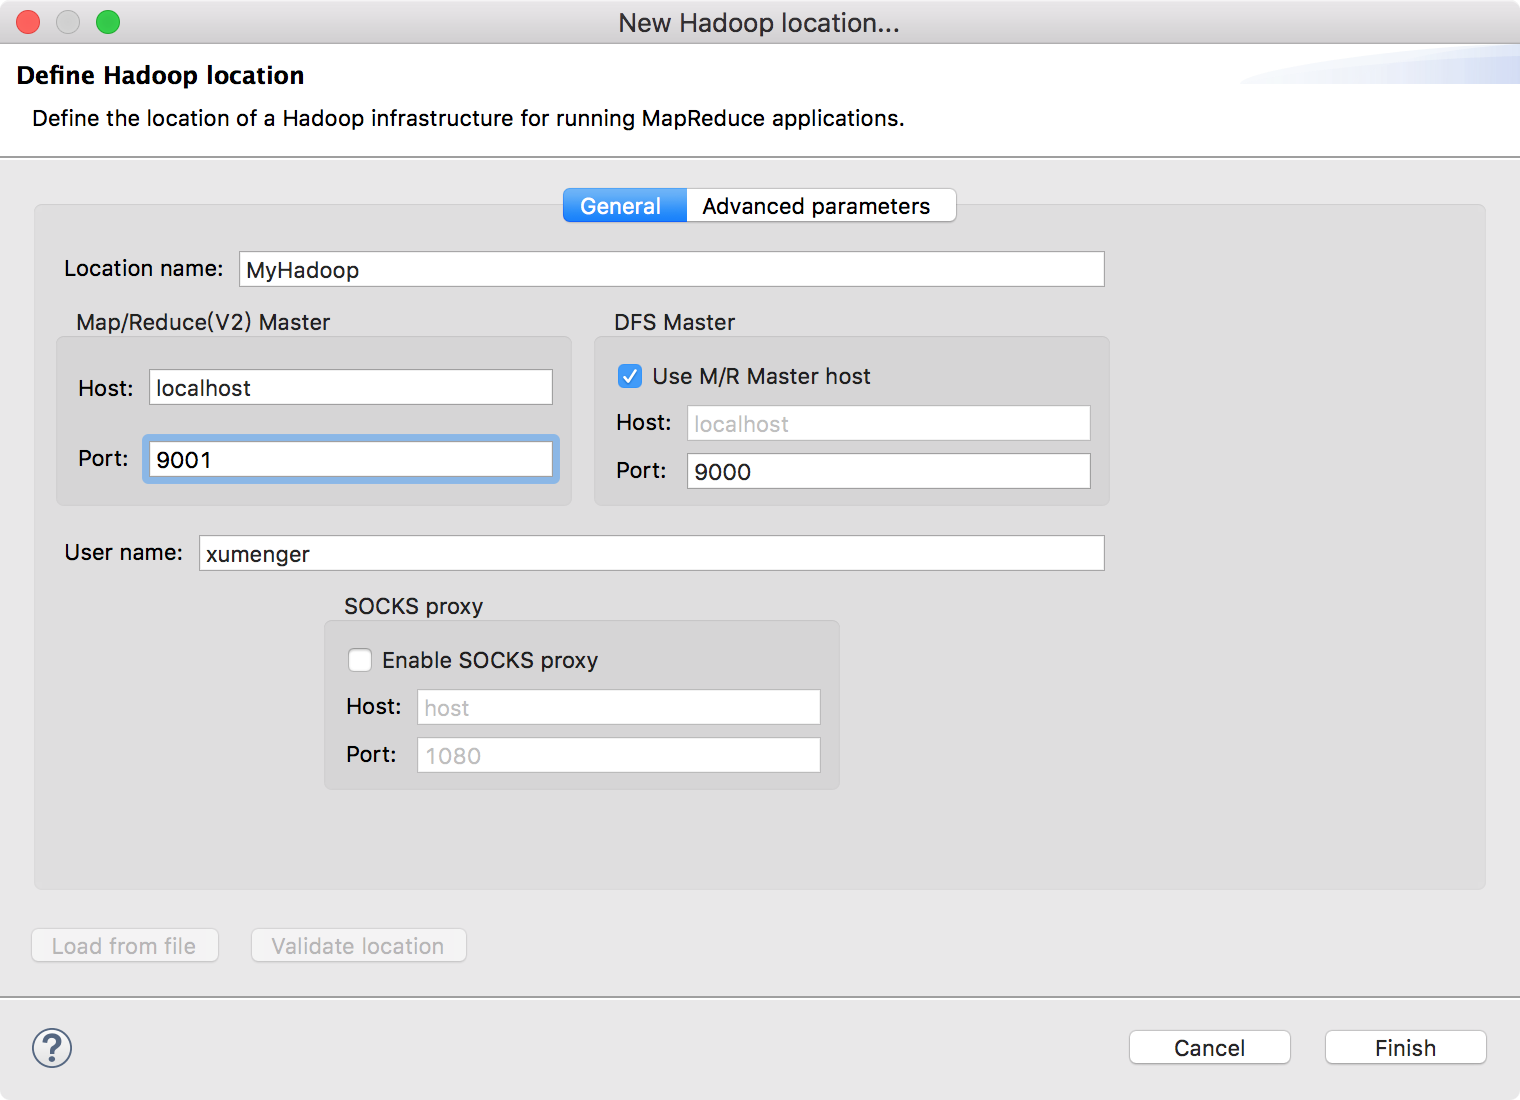 New Hadoop location...
Define Hadoop location
Define the location of a Hadoop infrastructure for running MapReduce applications.
General Advanced parameters
Location name: MyHadoop
Map/Reduce(V2) Master
Host: localhost
Port: 9001
DFS Master
Use M/R Master host
Host: localhost
Port: 9000
User name: xumenger
SOCKS proxy
Enable SOCKS proxy
Host: host
Port: 1080
Load from file Validate location
? Cancel Finish